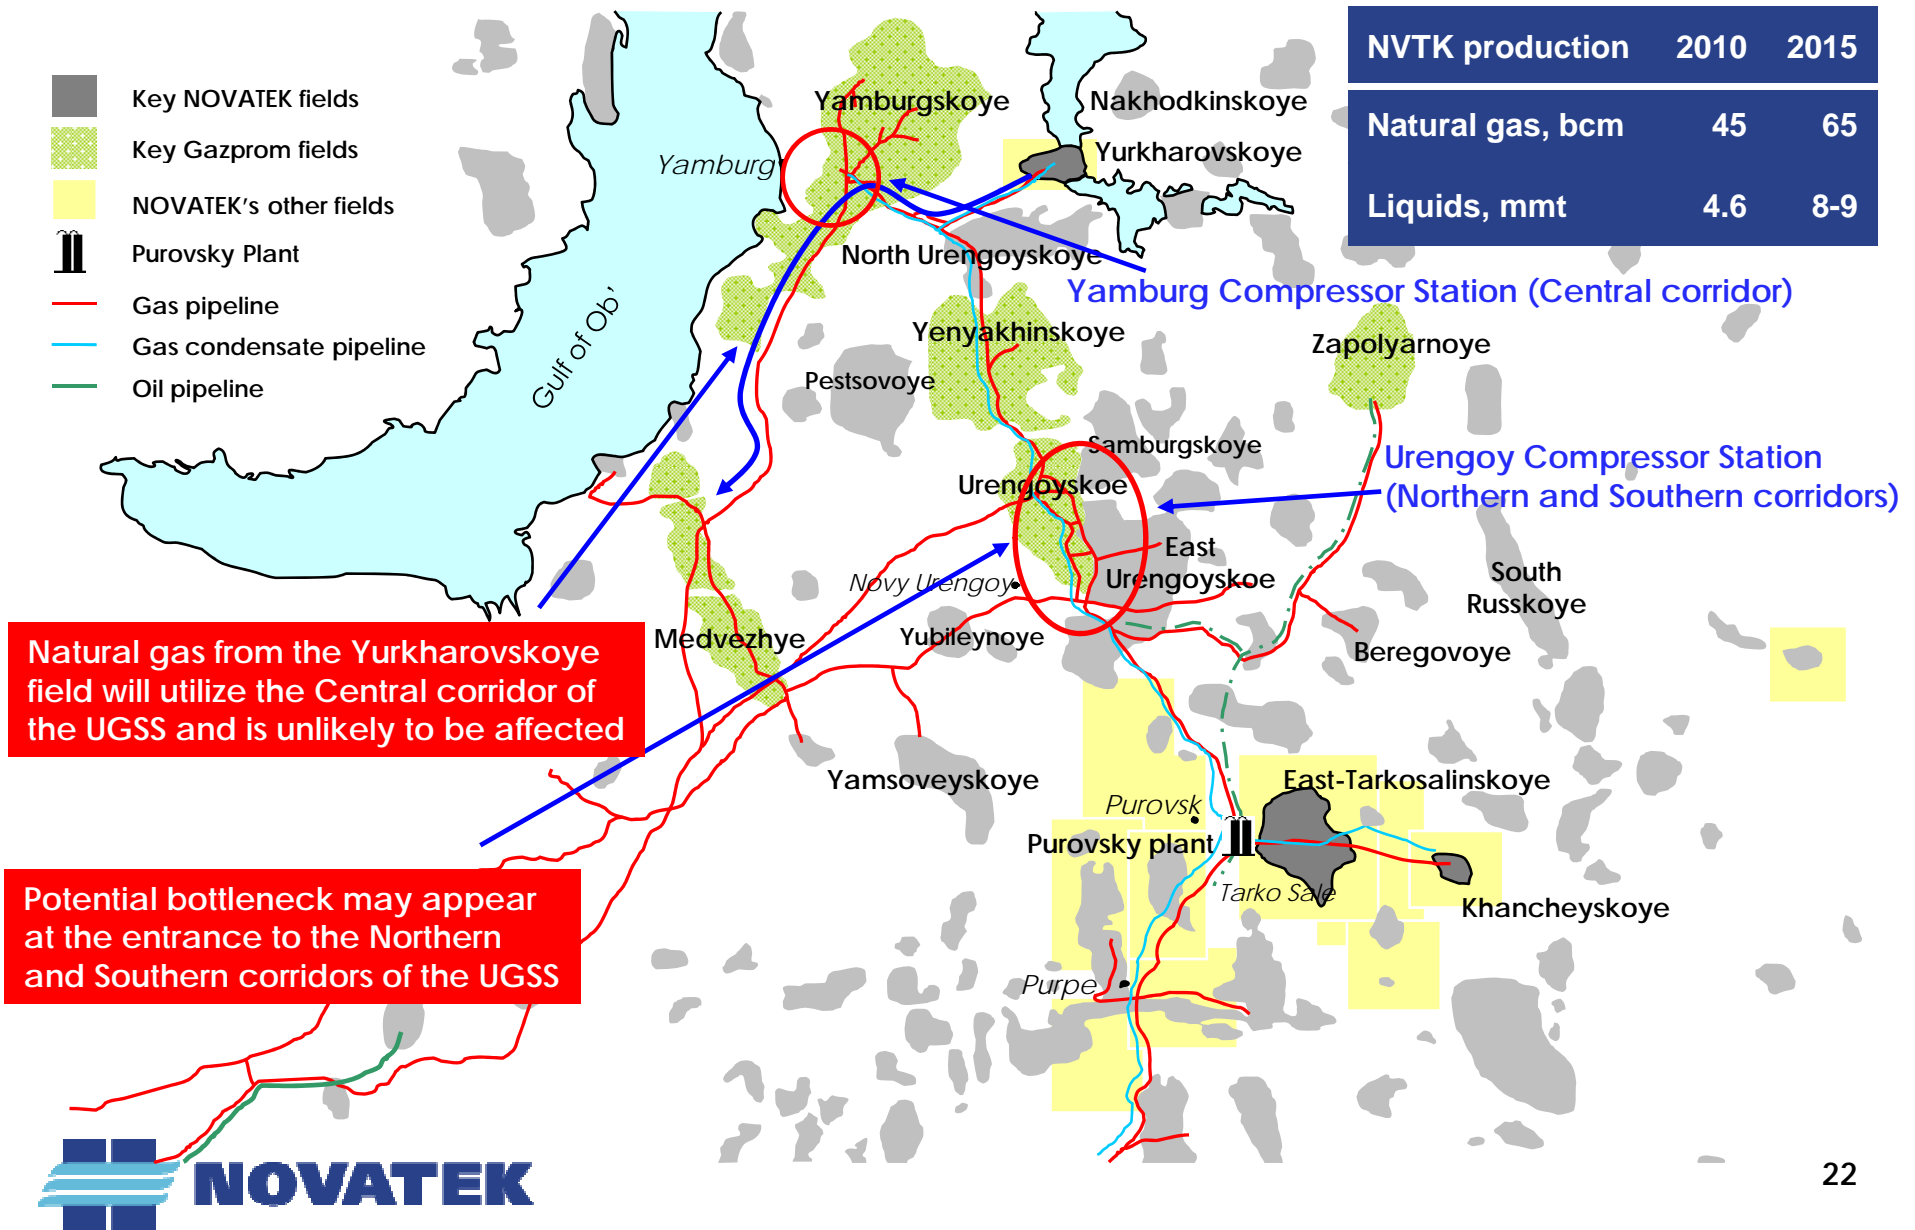 NVTK production 2010 2015
Natural gas, bcm 45 65
Liquids, mmt 4.6 8-9
Key NOVATEK fields
Key Gazprom fields
NOVATEK's other fields
Purovsky Plant
Gas pipeline
Gas condensate pipeline
Oil pipeline
Yamburgskoye
Nakhodkinskoye
Yamburg
Yurkharovskoye
North Urengoyskoye
Yamburg Compressor Station (Central corridor)
Gulf of Ob'
Yenyakhinskoye
Zapolyarnoye
Pestsovoye
Samburgskoye
Urengoyskoe
Urengoy Compressor Station
(Northern and Southern corridors)
East
Urengoyskoe
Novy Urengoy
South
Russkoye
Medvezhye
Yubileynoye
Beregovoye
Natural gas from the Yurkharovskoye
field will utilize the Central corridor of
the UGSS and is unlikely to be affected
Yamsoveyskoye
East-Tarkosalinskoye
Purovsk
Purovsky plant
Tarko Sale
Khancheyskoye
Potential bottleneck may appear
at the entrance to the Northern
and Southern corridors of the UGSS
Purpe
NOVATEK
22